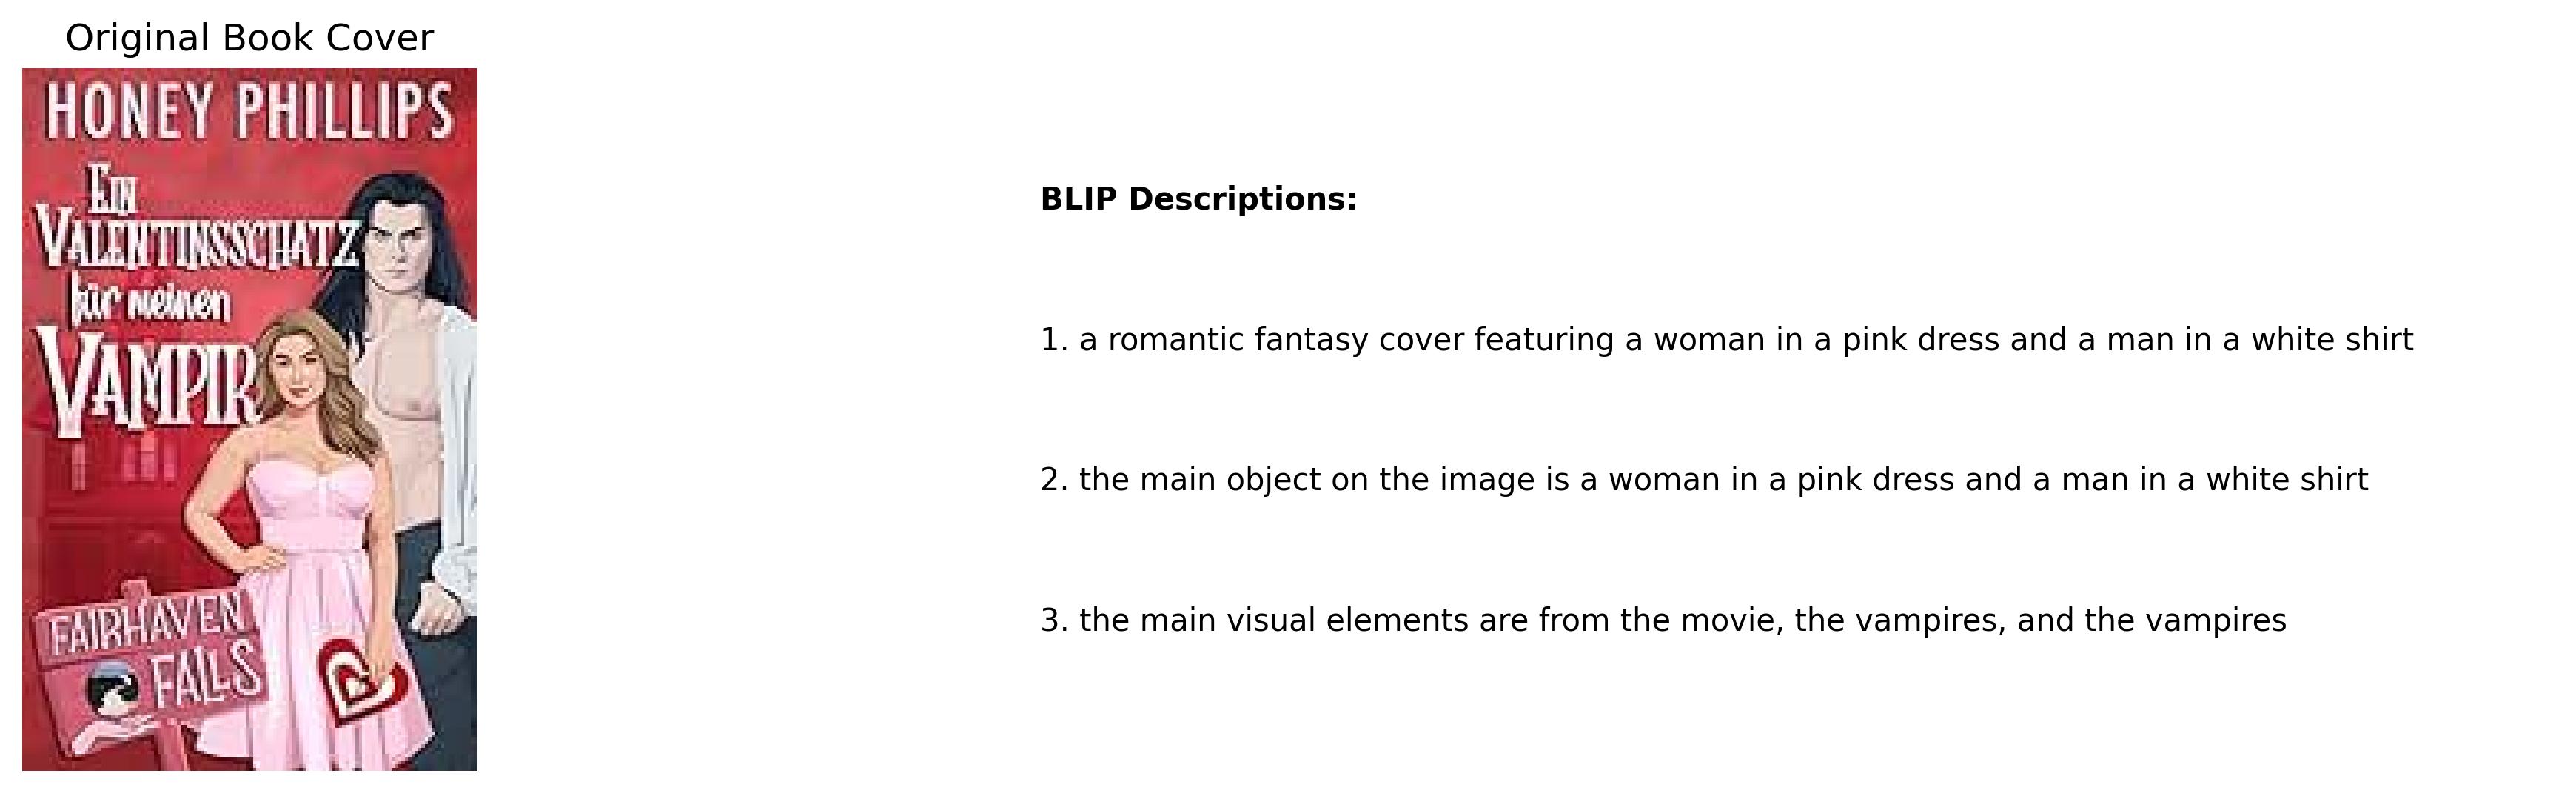 Original Book Cover
HONEY PHILLIPS
EIN
VALENTINSSCHATZ
für meinen
VAMPIR
FAIRHAVEN
FALLS
BLIP Descriptions:
1. a romantic fantasy cover featuring a woman in a pink dress and a man in a white shirt
2. the main object on the image is a woman in a pink dress and a man in a white shirt
3. the main visual elements are from the movie, the vampires, and the vampires